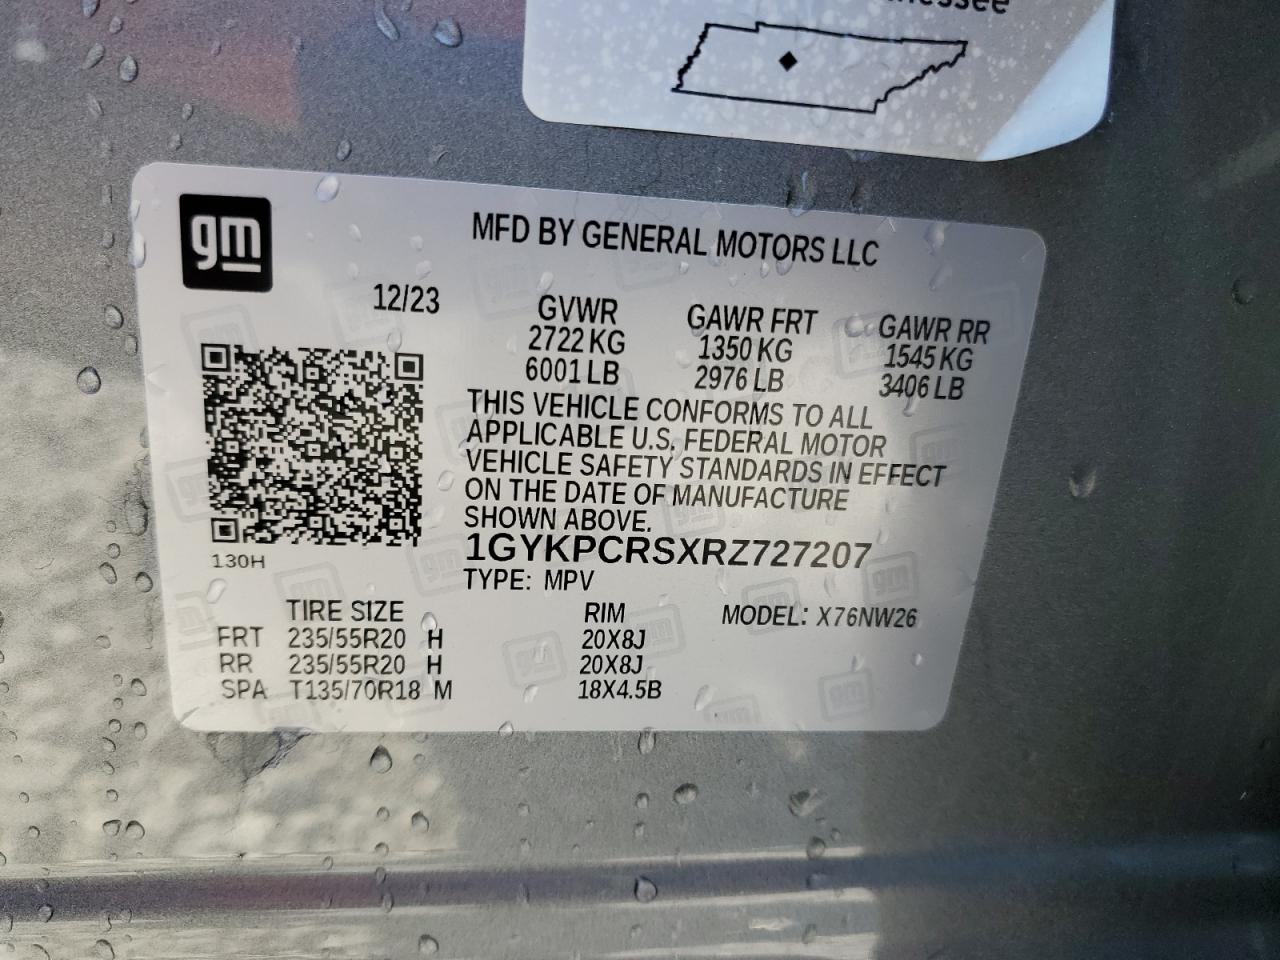 gm
MFD BY GENERAL MOTORS LLC
12/23
GVWR GAWR FRT GAWR RR
2722 KG 1350 KG 1545 KG
6001 LB 2976 LB 3406 LB
THIS VEHICLE CONFORMS TO ALL
APPLICABLE U.S. FEDERAL MOTOR
VEHICLE SAFETY STANDARDS IN EFFECT
ON THE DATE OF MANUFACTURE
SHOWN ABOVE.
1GYKPCRSXRZ727207
130H
TYPE: MPV
TIRE SIZE RIM MODEL: X76NW26
FRT 235/55R20 H 20X8J
RR 235/55R20 H 20X8J
SPA T135/70R18 M 18X4.5B